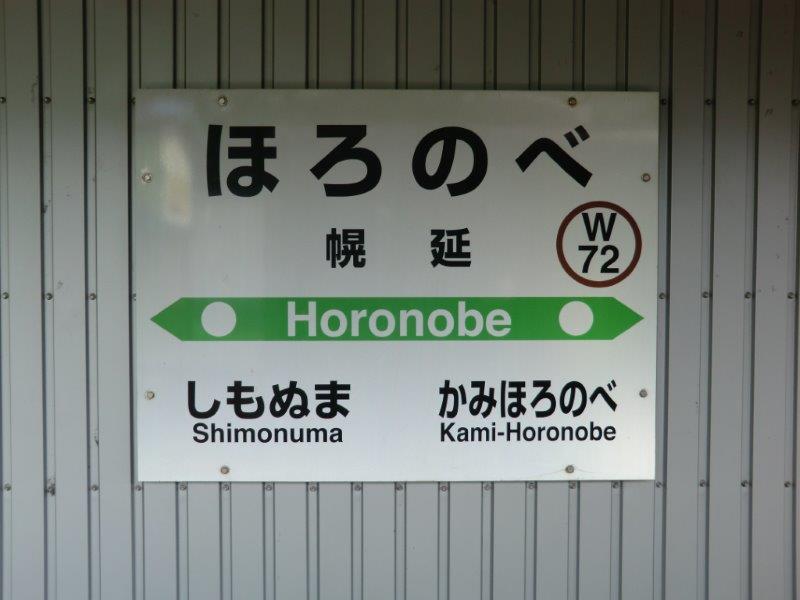 ほろのべ
幌延
W
72
Horonobe
しもぬま
Shimonuma
かみほろのべ
Kami-Horonobe